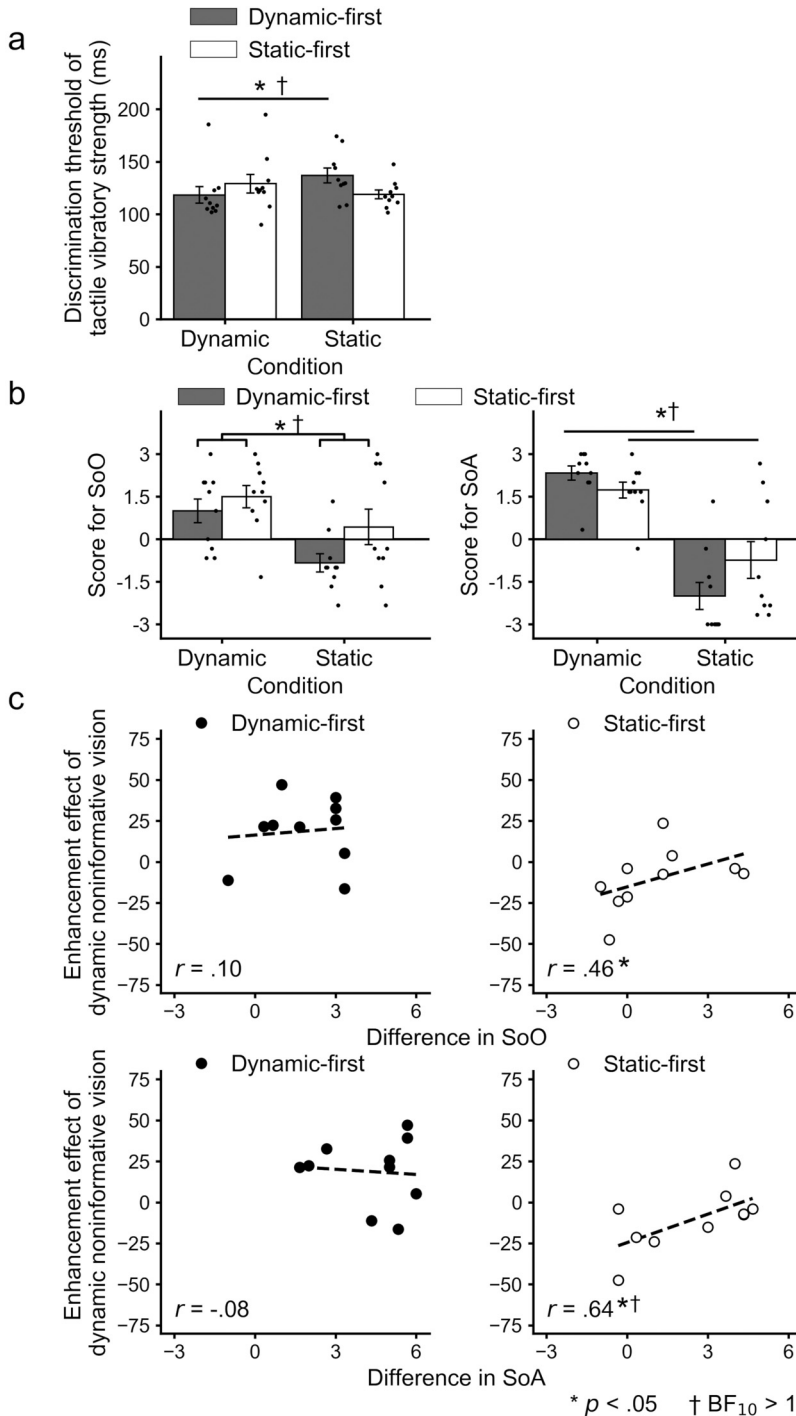 a
Dynamic-first
Static-first
Discrimination threshold of
tactile vibratory strength (ms)
* †
200
150
100
50
0
Dynamic
Static
Condition
b
Dynamic-first
Static-first
Score for SoO
* †
3
1.5
0
-1.5
-3
Dynamic
Static
Condition
Score for SoA
*†
3
1.5
0
-1.5
-3
Dynamic
Static
Condition
c
Dynamic-first
Enhancement effect of
dynamic noninformative vision
75
50
25
0
−25
−50
−75
r = .10
−3
0
3
6
Static-first
75
50
25
0
−25
−50
−75
r = .46*
−3
0
3
6
Difference in SoO
Dynamic-first
Enhancement effect of
dynamic noninformative vision
75
50
25
0
−25
−50
−75
r = -.08
−3
0
3
6
Static-first
75
50
25
0
−25
−50
−75
r = .64*†
−3
0
3
6
Difference in SoA
* p < .05 † BF10 > 1